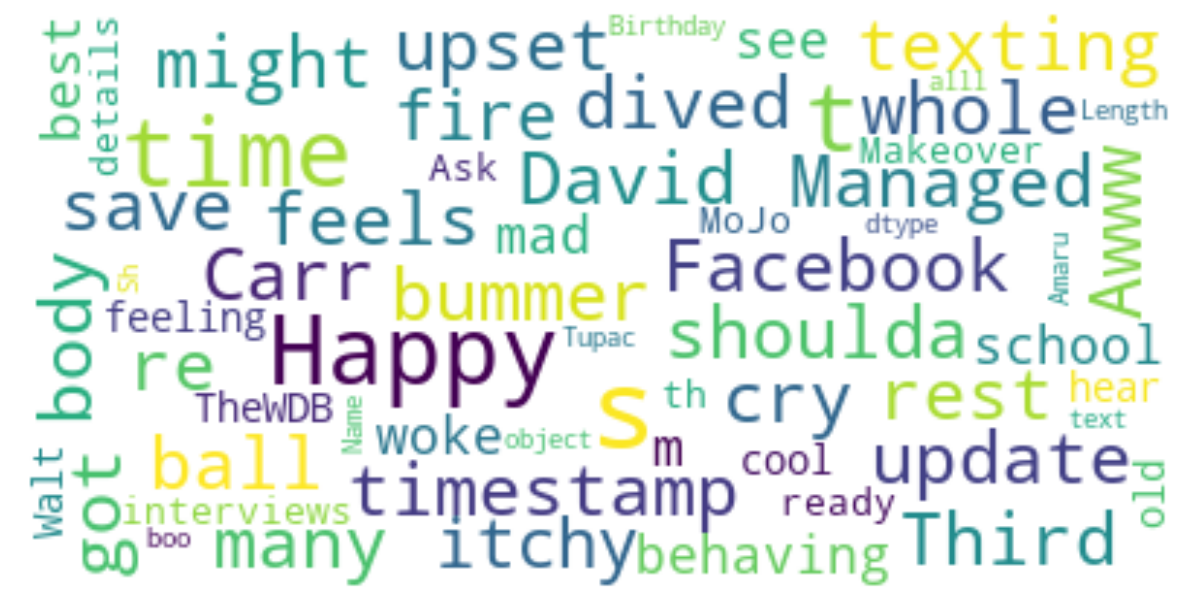 best
details
might
upset
Birthday
see
texting
time
fire
dived
t
whole
alll
Length
Ask
David
Makeover
Managed
Awww
save
feels
mad
MoJo
dtype
body
Sh
Carr
bummer
Facebook
Amaru
feeling
Happy
Tupac
shoulda
school
re
TheWDB
Name
s
th
cry
rest
hear
text
Walt
got
ball
woke
object
m
cool
update
old
interviews
timestamp
ready
boo
many
itchy
behaving
Third